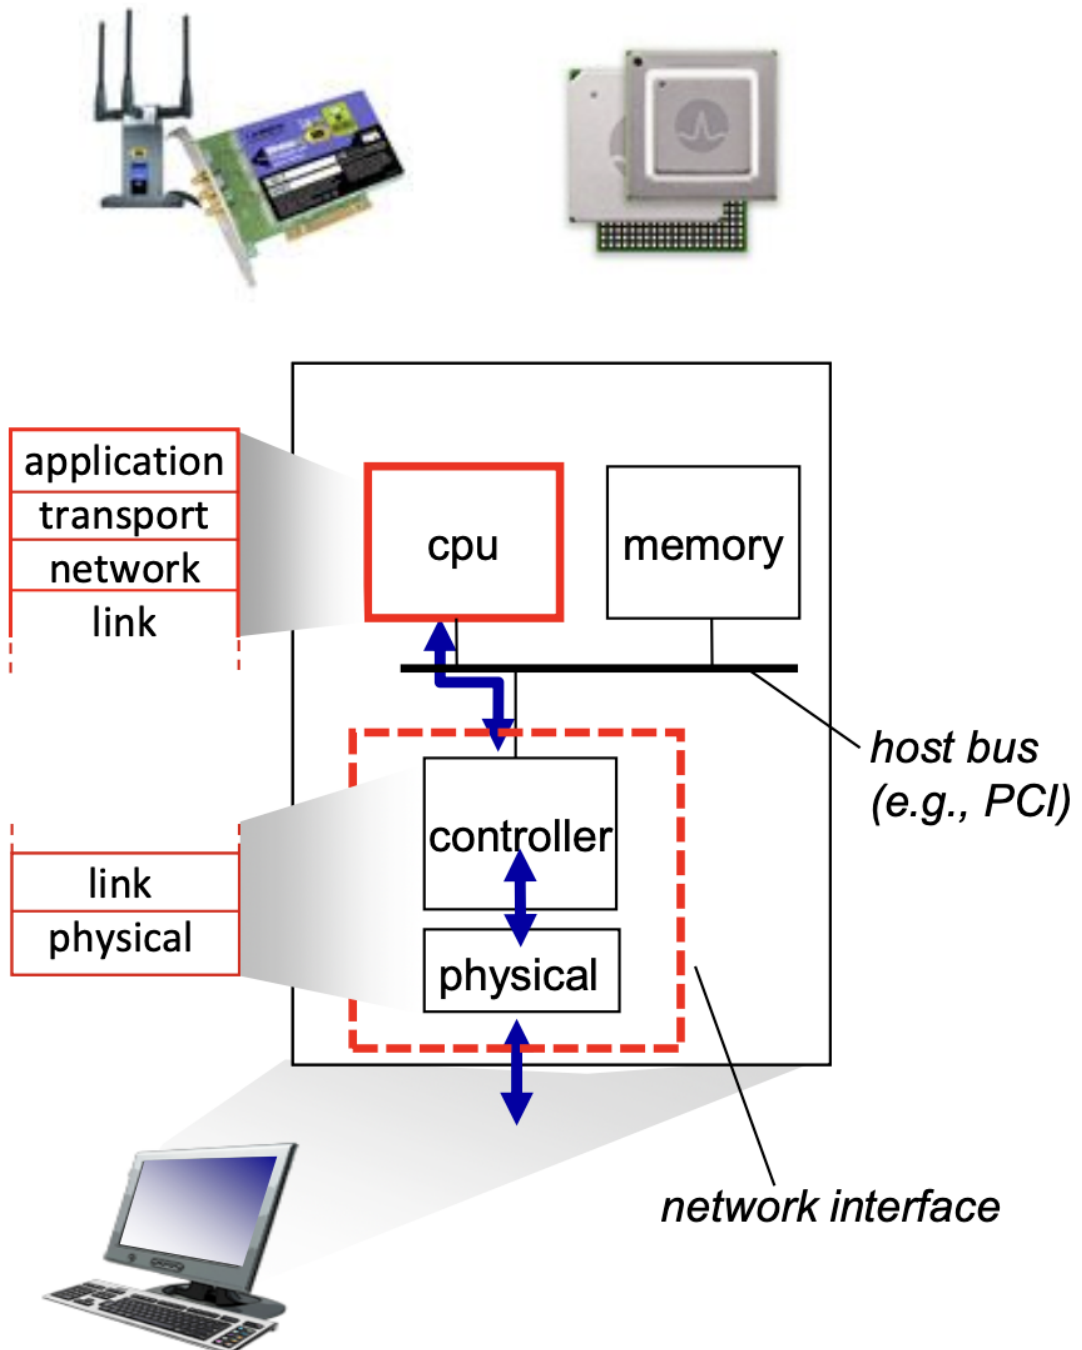 application
transport
network
link
cpu
memory
host bus
(e.g., PCI)
controller
link
physical
physical
network interface